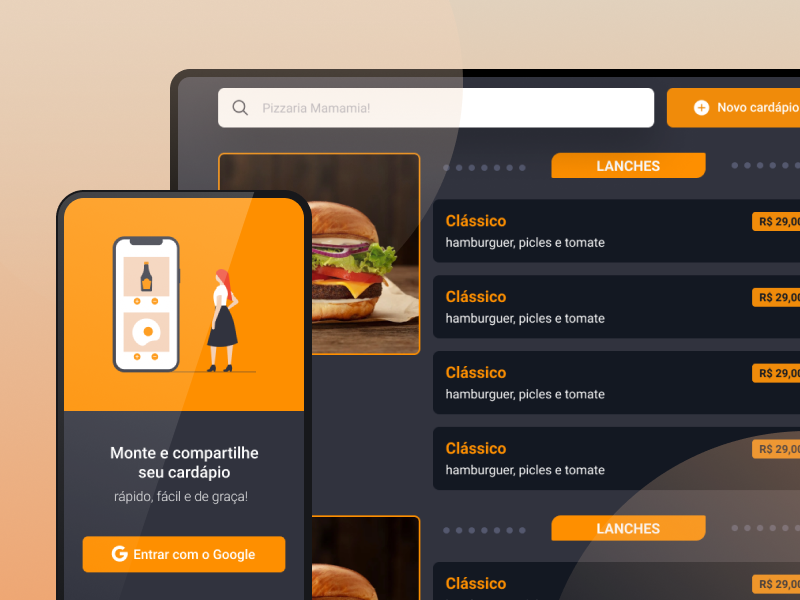 Pizzaria Mamamia!
Novo cardápio
LANCHES
Clássico
R$ 29,00
hamburguer, picles e tomate
Clássico
R$ 29,00
hamburguer, picles e tomate
Clássico
R$ 29,00
hamburguer, picles e tomate
Clássico
R$ 29,00
hamburguer, picles e tomate
LANCHES
Clássico
R$ 29,00
Monte e compartilhe
seu cardápio
rápido, fácil e de graça!
Entrar com o Google